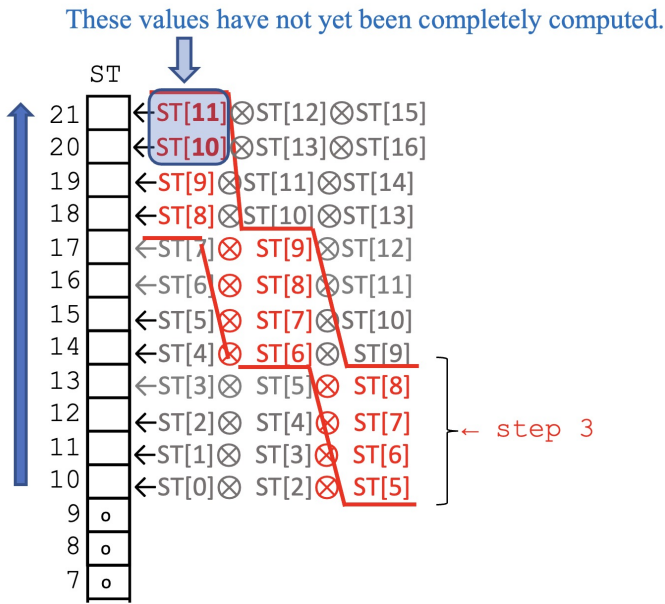 These values have not yet been completely computed.
ST
21 ←ST[11]⊗ST[12]⊗ST[15]
20 ←ST[10]⊗ST[13]⊗ST[16]
19 ←ST[9]⊗ST[11]⊗ST[14]
18 ←ST[8]⊗ST[10]⊗ST[13]
17 ←ST[7]⊗ ST[9]⊗ST[12]
16 ←ST[6]⊗ ST[8]⊗ST[11]
15 ←ST[5]⊗ ST[7]⊗ST[10]
14 ←ST[4]⊗ ST[6]⊗ ST[9]
13 ←ST[3]⊗ ST[5]⊗ ST[8]
12 ←ST[2]⊗ ST[4]⊗ ST[7]
← step 3
11 ←ST[1]⊗ ST[3]⊗ ST[6]
10 ←ST[0]⊗ ST[2]⊗ ST[5]
9 o
8 o
7 o